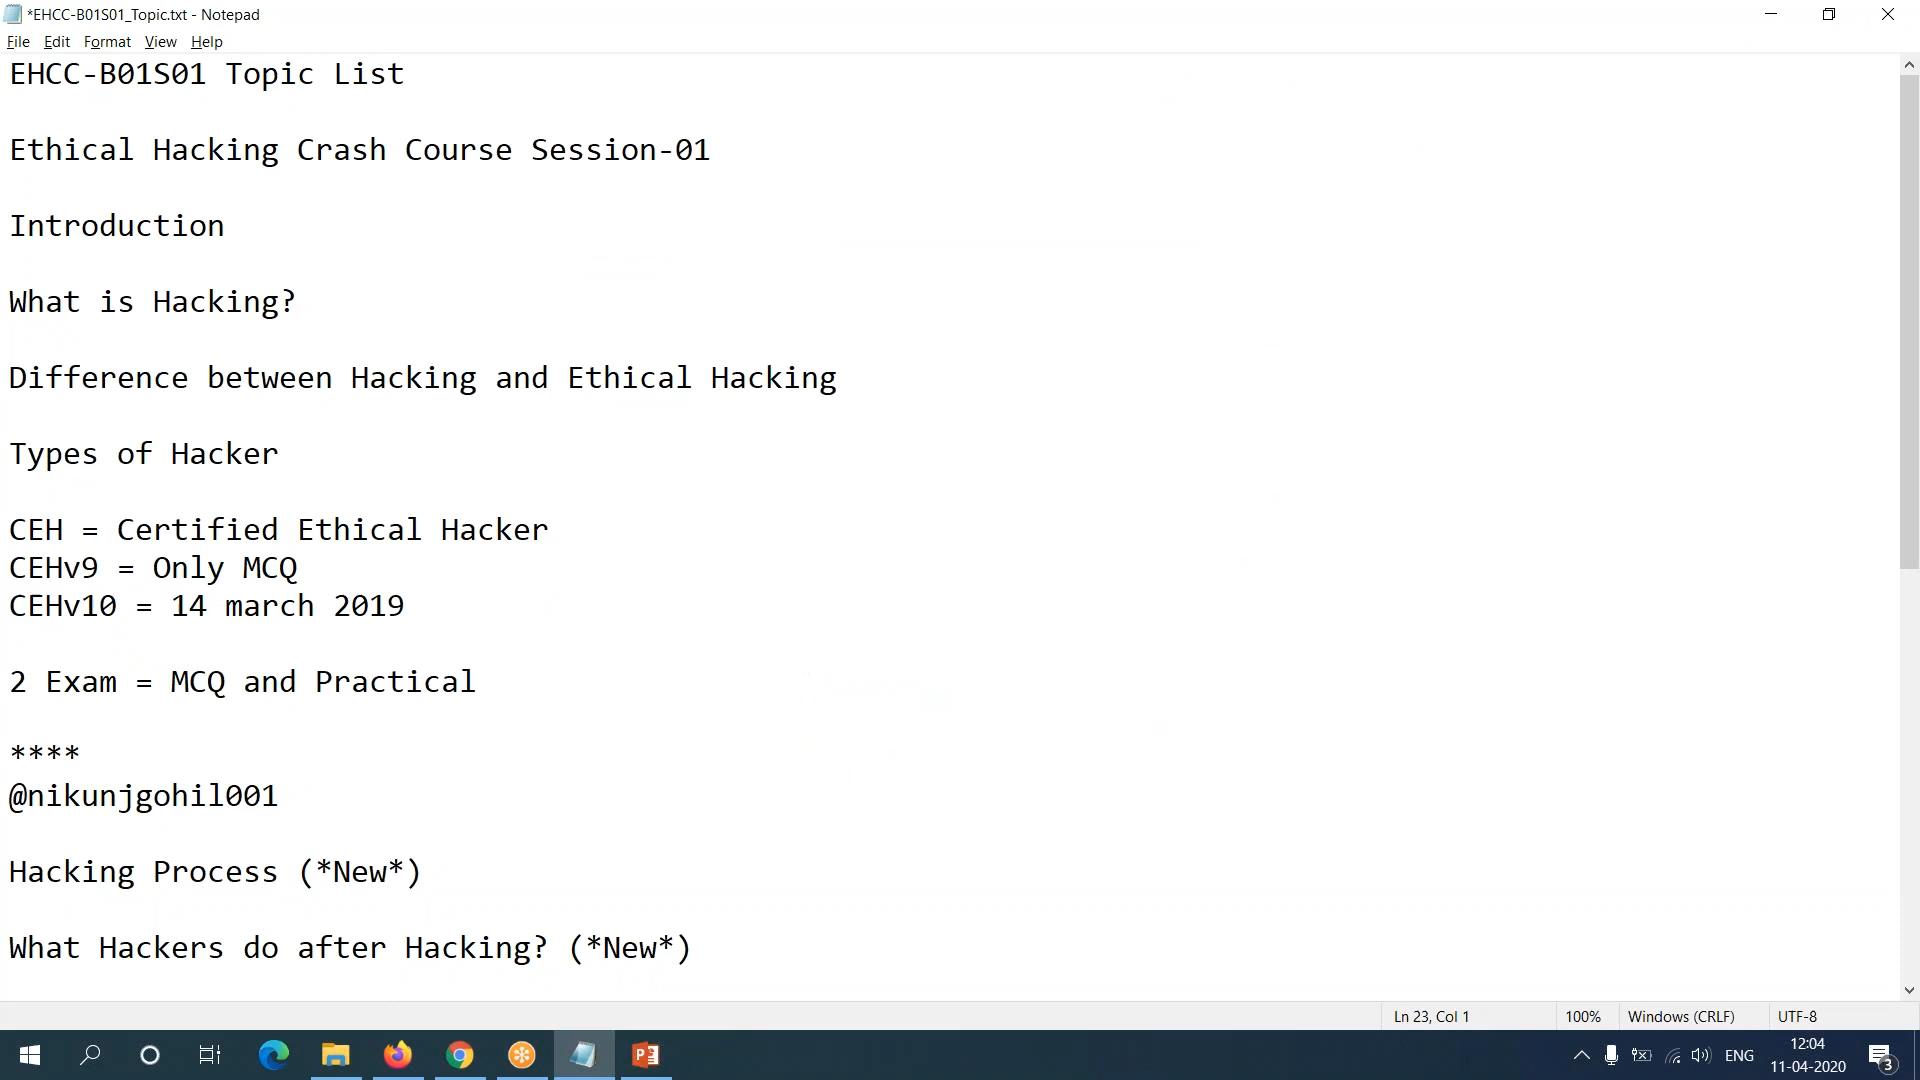 *EHCC-B01S01_Topic.txt - Notepad
File Edit Format View Help
EHCC-B01S01 Topic List
Ethical Hacking Crash Course Session-01
Introduction
What is Hacking?
Difference between Hacking and Ethical Hacking
Types of Hacker
CEH = Certified Ethical Hacker
CEHv9 = Only MCQ
CEHv10 = 14 march 2019
2 Exam = MCQ and Practical
****
@nikunjgohil001
Hacking Process (*New*)
What Hackers do after Hacking? (*New*)
Ln 23, Col 1 100% Windows (CRLF) UTF-8
ENG
12:04
11-04-2020
3